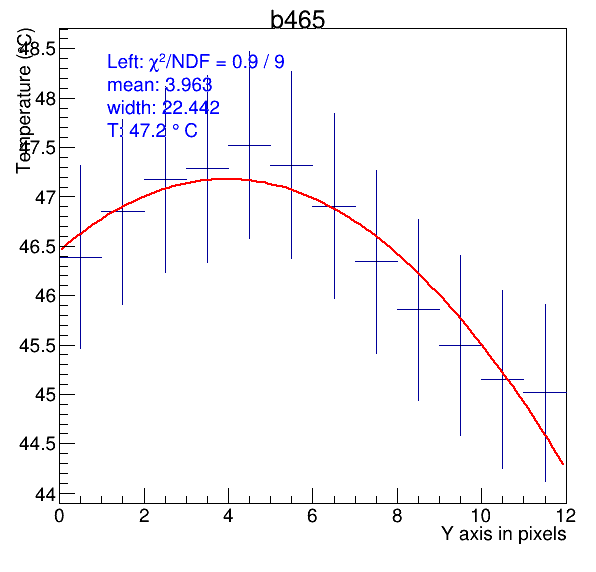 b465
Temperature (°C)
Left: χ²/NDF = 0.9 / 9
mean: 3.963
width: 22.442
T: 47.2 ° C
48.5
48
47.5
47
46.5
46
45.5
45
44.5
44
0 2 4 6 8 10 12
Y axis in pixels